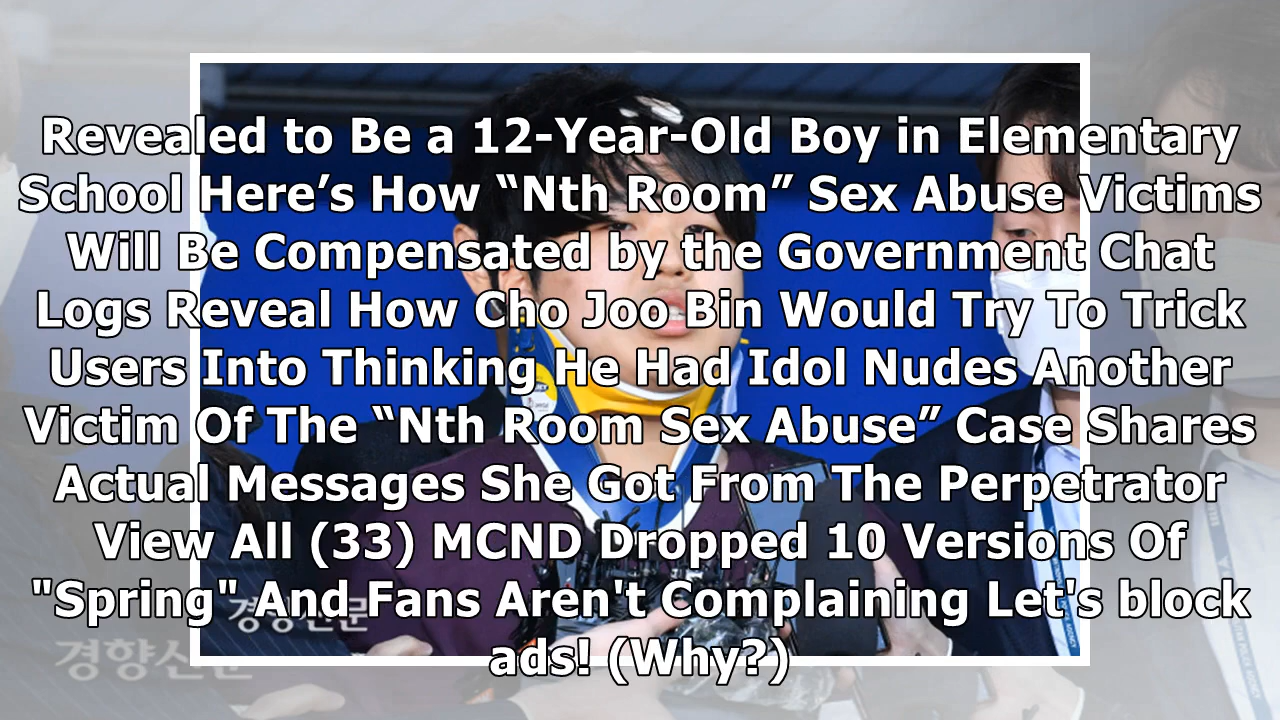 Revealed to Be a 12-Year-Old Boy in Elementary
School Here’s How “Nth Room” Sex Abuse Victims
Will Be Compensated by the Government Chat
Logs Reveal How Cho Joo Bin Would Try To Trick
Users Into Thinking He Had Idol Nudes Another
Victim Of The “Nth Room Sex Abuse” Case Shares
Actual Messages She Got From The Perpetrator
View All (33) MCND Dropped 10 Versions Of
"Spring" And Fans Aren't Complaining Let's block
경향신문
경향신문
ads! (Why?)